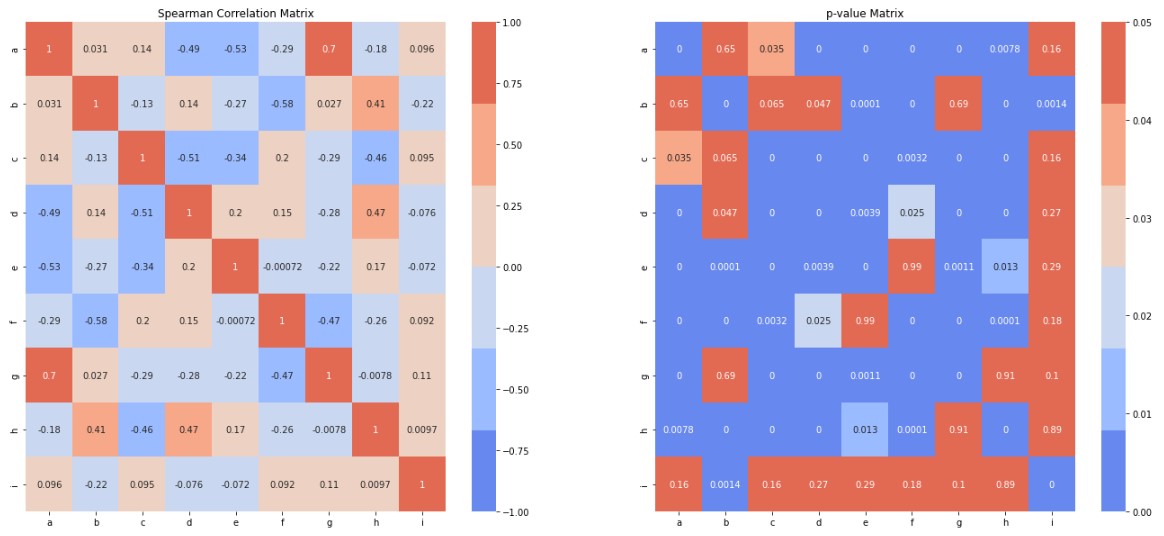 Spearman Correlation Matrix
a 1 0.031 0.14 -0.49 -0.53 -0.29 0.7 -0.18 0.096
b 0.031 1 -0.13 0.14 -0.27 -0.58 0.027 0.41 -0.22
c 0.14 -0.13 1 -0.51 -0.34 0.2 -0.29 -0.46 0.095
d -0.49 0.14 -0.51 1 0.2 0.15 -0.28 0.47 -0.076
e -0.53 -0.27 -0.34 0.2 1 -0.00072 -0.22 0.17 -0.072
f -0.29 -0.58 0.2 0.15 -0.00072 1 -0.47 -0.26 0.092
g 0.7 0.027 -0.29 -0.28 -0.22 -0.47 1 -0.0078 0.11
h -0.18 0.41 -0.46 0.47 0.17 -0.26 -0.0078 1 0.0097
i 0.096 -0.22 0.095 -0.076 -0.072 0.092 0.11 0.0097 1
a b c d e f g h i
1.00
0.75
0.50
0.25
0.00
−0.25
−0.50
−0.75
−1.00
p-value Matrix
a 0 0.65 0.035 0 0 0 0 0.0078 0.16
b 0.65 0 0.065 0.047 0.0001 0 0.69 0 0.0014
c 0.035 0.065 0 0 0 0.0032 0 0 0.16
d 0 0.047 0 0 0.0039 0.025 0 0 0.27
e 0 0.0001 0 0.0039 0 0.99 0.0011 0.013 0.29
f 0 0 0.0032 0.025 0.99 0 0 0.0001 0.18
g 0 0.69 0 0 0.0011 0 0 0.91 0.1
h 0.0078 0 0 0 0.013 0.0001 0.91 0 0.89
i 0.16 0.0014 0.16 0.27 0.29 0.18 0.1 0.89 0
a b c d e f g h i
0.05
0.04
0.03
0.02
0.01
0.00